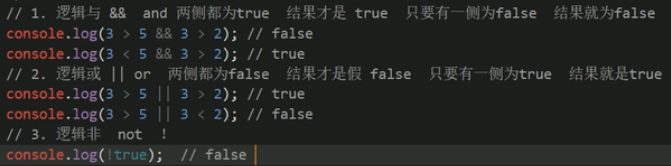 // 1. 逻辑与 &&  and 两侧都为true  结果才是 true  只要有一侧为false  结果就为false
console.log(3 > 5 && 3 > 2); // false
console.log(3 < 5 && 3 > 2); // true
// 2. 逻辑或 || or  两侧都为false  结果才是假 false  只要有一侧为true  结果就是true
console.log(3 > 5 || 3 > 2); // true
console.log(3 > 5 || 3 < 2); // false
// 3. 逻辑非  not  ！
console.log(!true);  // false